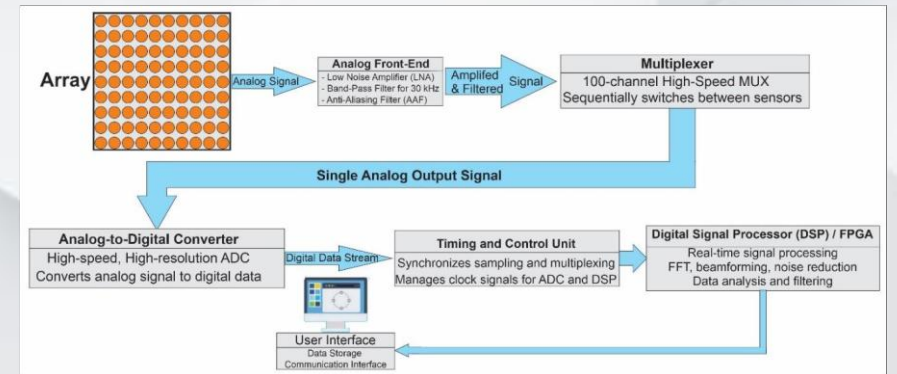 Array
Analog Signal
Analog Front-End
- Low Noise Amplifier (LNA)
- Band-Pass Filter for 30 kHz
- Anti-Aliasing Filter (AAF)
Amplifed Signal
& Filtered
Multiplexer
100-channel High-Speed MUX
Sequentially switches between sensors
Single Analog Output Signal
Analog-to-Digital Converter
High-speed, High-resolution ADC
Converts analog signal to digital data
Digital Data Stream
Timing and Control Unit
Synchronizes sampling and multiplexing
Manages clock signals for ADC and DSP
Digital Signal Processor (DSP) / FPGA
Real-time signal processing
FFT, beamforming, noise reduction
Data analysis and filtering
User Interface
Data Storage
Communication Interface